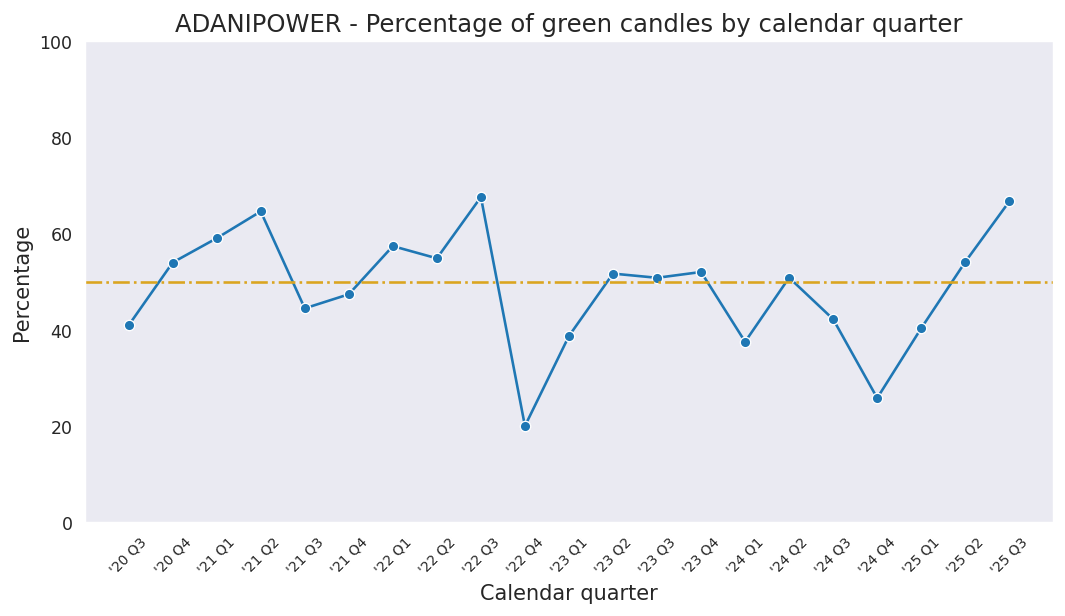 ADANIPOWER - Percentage of green candles by calendar quarter
100
80
60
40
20
0
Percentage
'20 Q3
'20 Q4
'21 Q1
'21 Q2
'21 Q3
'21 Q4
'22 Q1
'22 Q2
'22 Q3
'22 Q4
'23 Q1
'23 Q2
'23 Q3
'23 Q4
'24 Q1
'24 Q2
'24 Q3
'24 Q4
'25 Q1
'25 Q2
'25 Q3
Calendar quarter